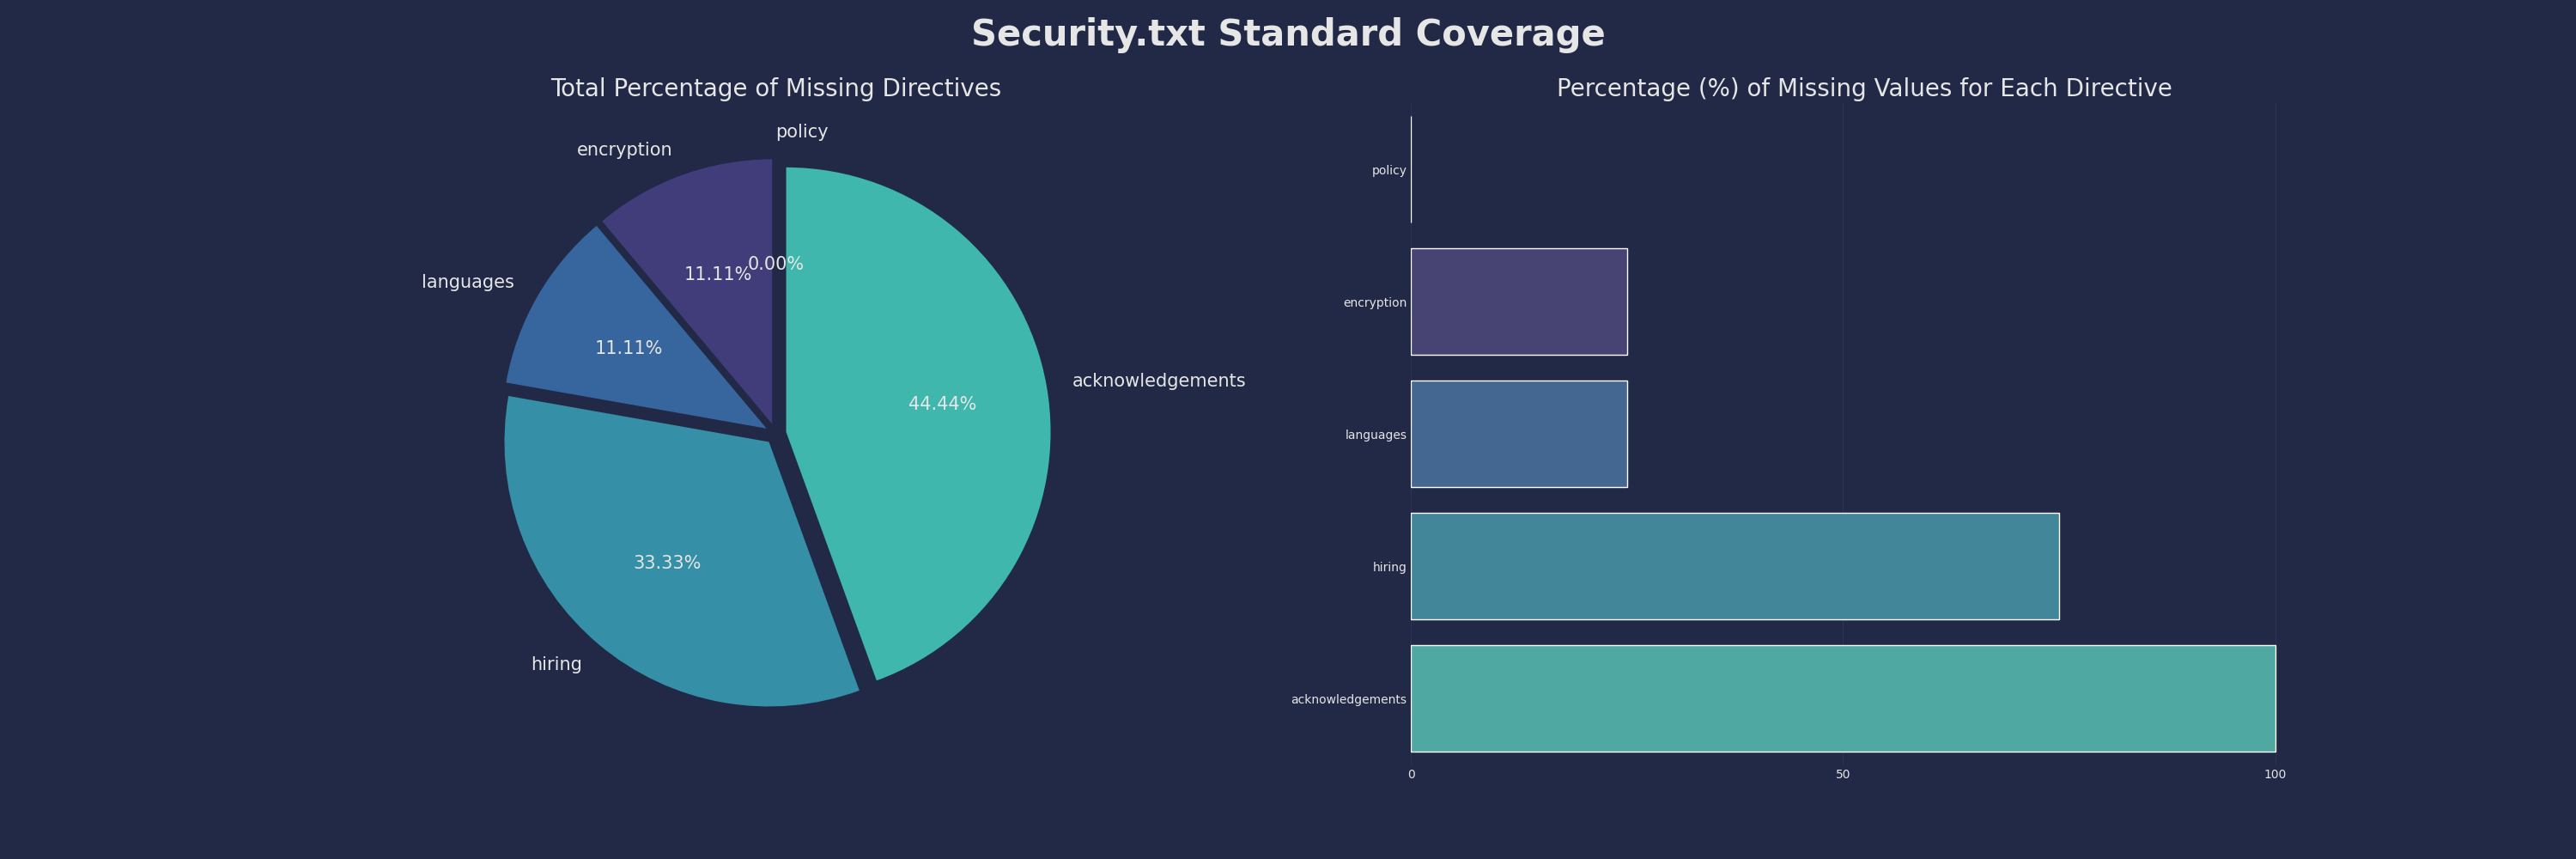 Security.txt Standard Coverage
Total Percentage of Missing Directives
policy
encryption
languages
hiring
acknowledgements
0.00%
11.11%
11.11%
33.33%
44.44%
Percentage (%) of Missing Values for Each Directive
policy
encryption
languages
hiring
acknowledgements
0
50
100